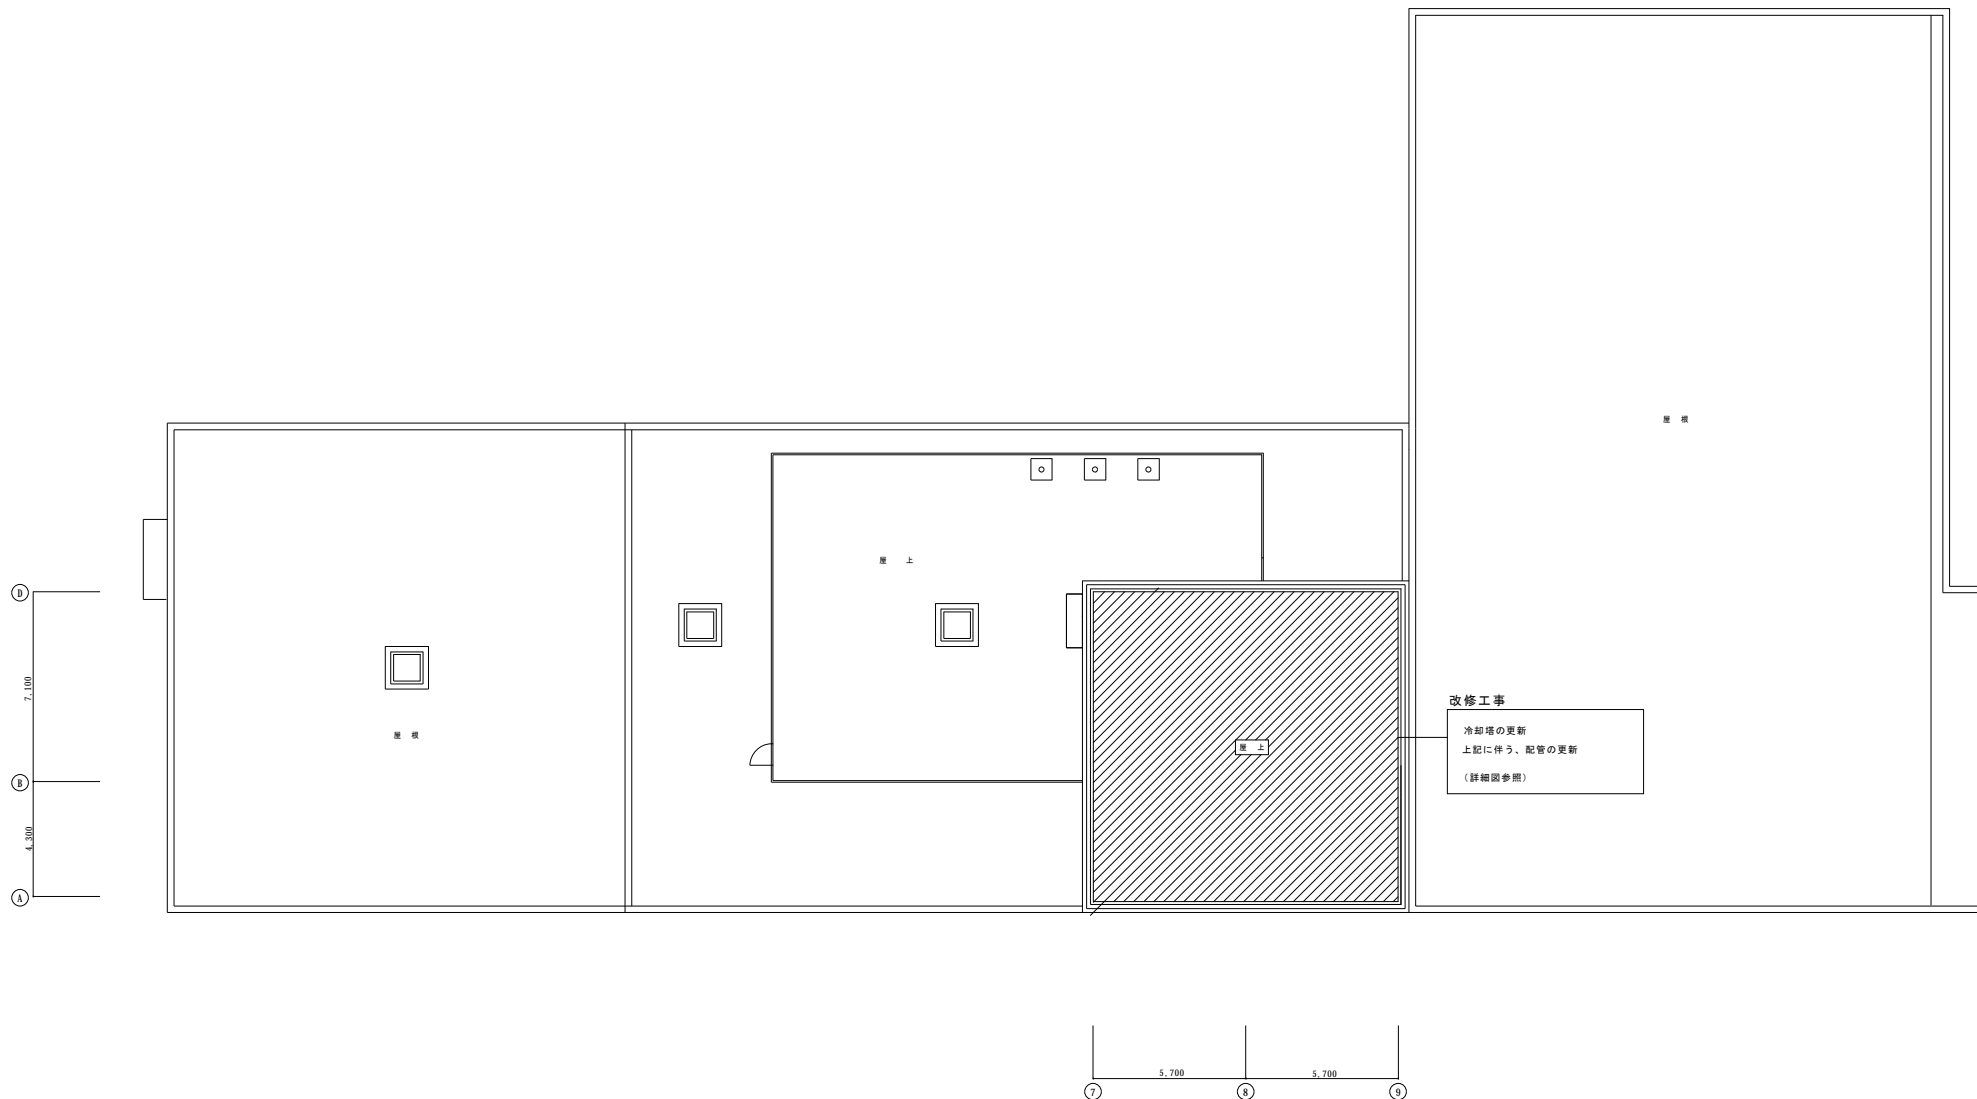 屋 根
屋 上
D
7,100
屋 根
改修工事
冷却塔の更新
上記に伴う、配管の更新
（詳細図参照）
屋 上
B
4,300
A
5,700
5,700
7
8
9